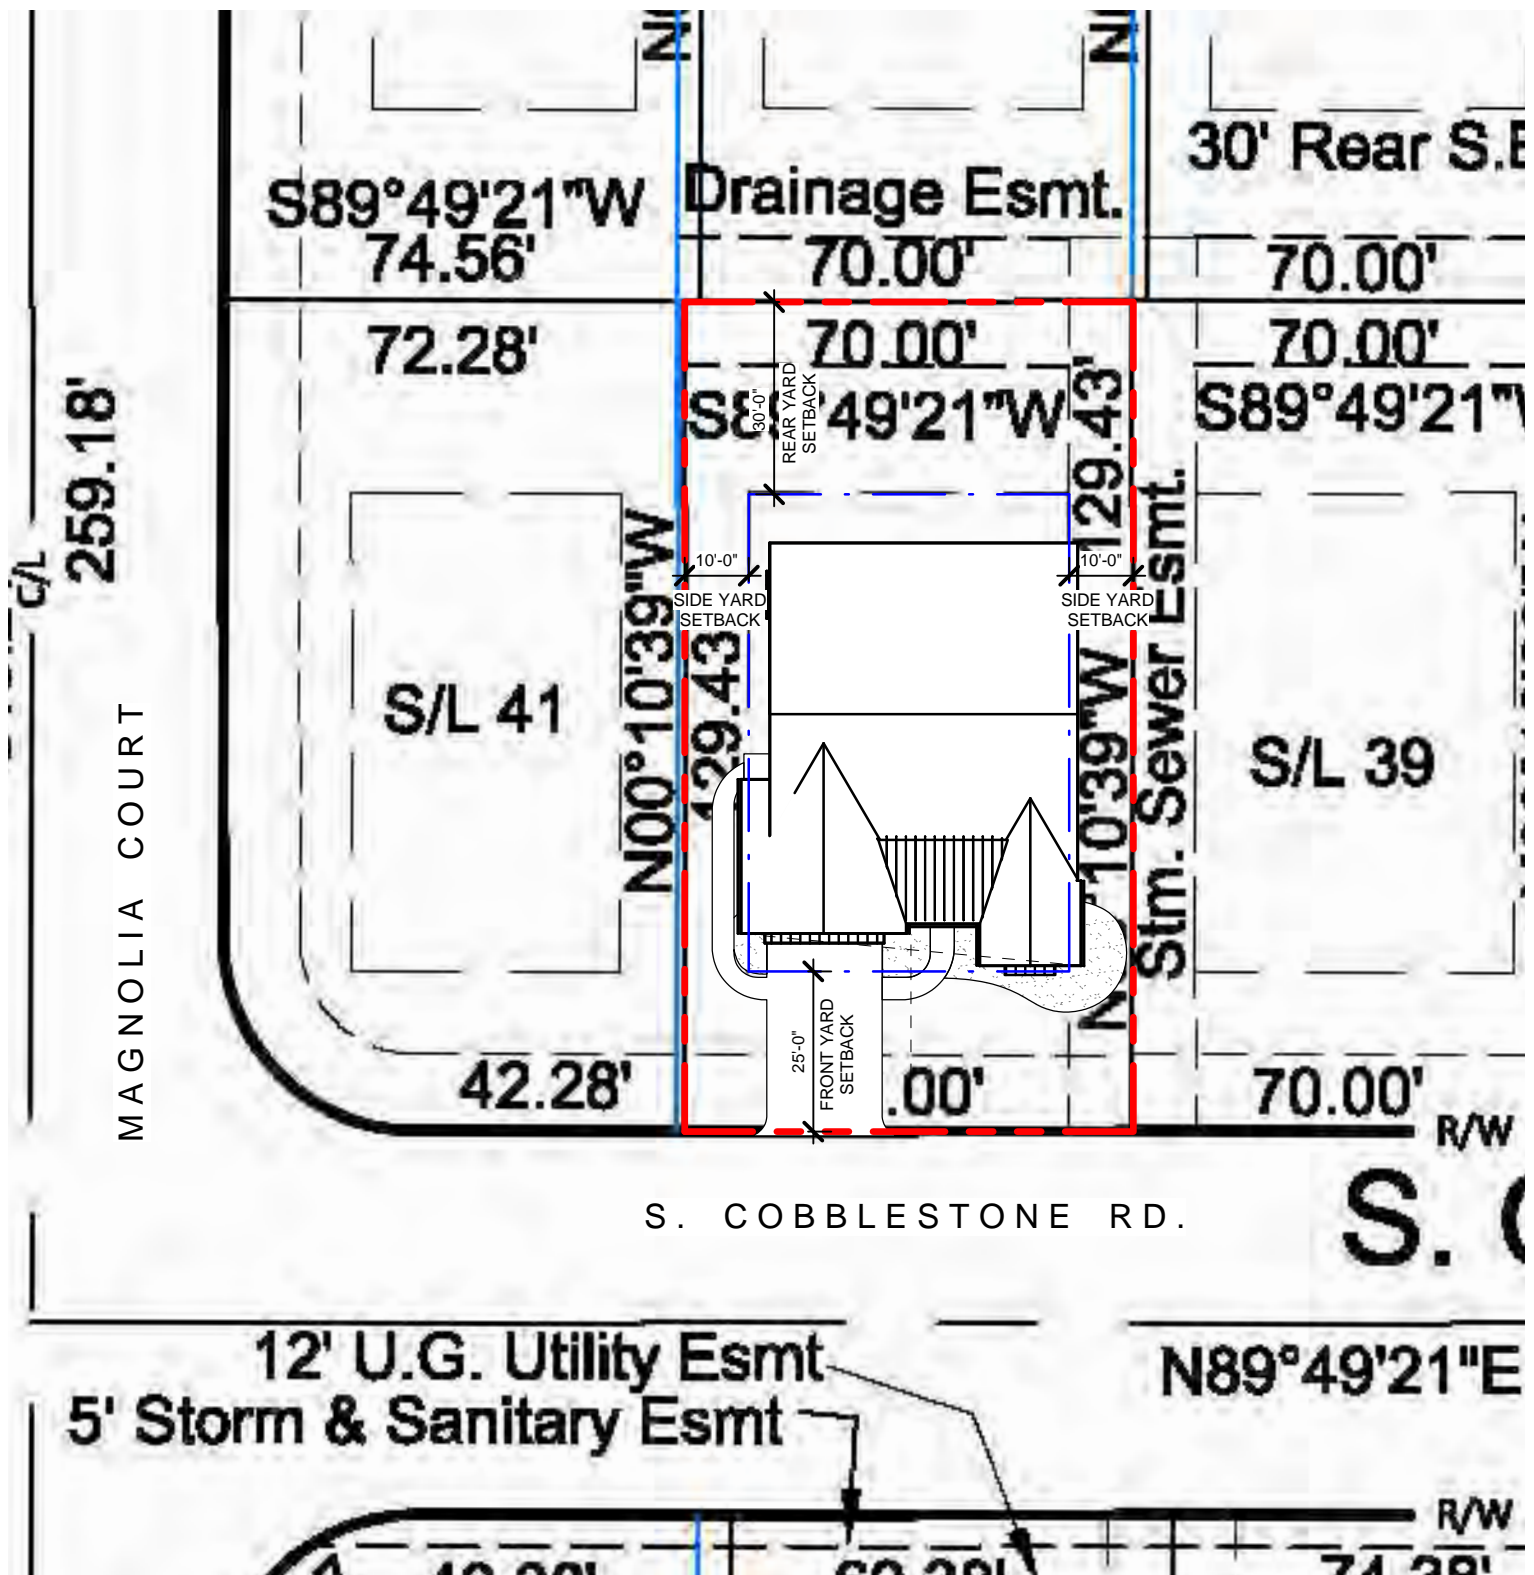 30' Rear S.
S89°49'21"W
Drainage Esmt.
74.56'
70.00'
70.00'
72.28'
70.00'
70.00'
30'-0"
REAR YARD
SETBACK
49'21"W
S89°49'21"W
129.43'
259.18'
C/L
10'-0"
SIDE YARD
SETBACK
10'-0"
SIDE YARD
SETBACK
S/L 41
N00°10'39"W
129.43
10'39"W
Stm. Sewer Esmt.
S/L 39
MAGNOLIA COURT
25'-0"
FRONT YARD
SETBACK
42.28'
.00'
70.00'
R/W
S. COBBLESTONE RD.
S.
12' U.G. Utility Esmt
N89°49'21"E
5' Storm & Sanitary Esmt
R/W